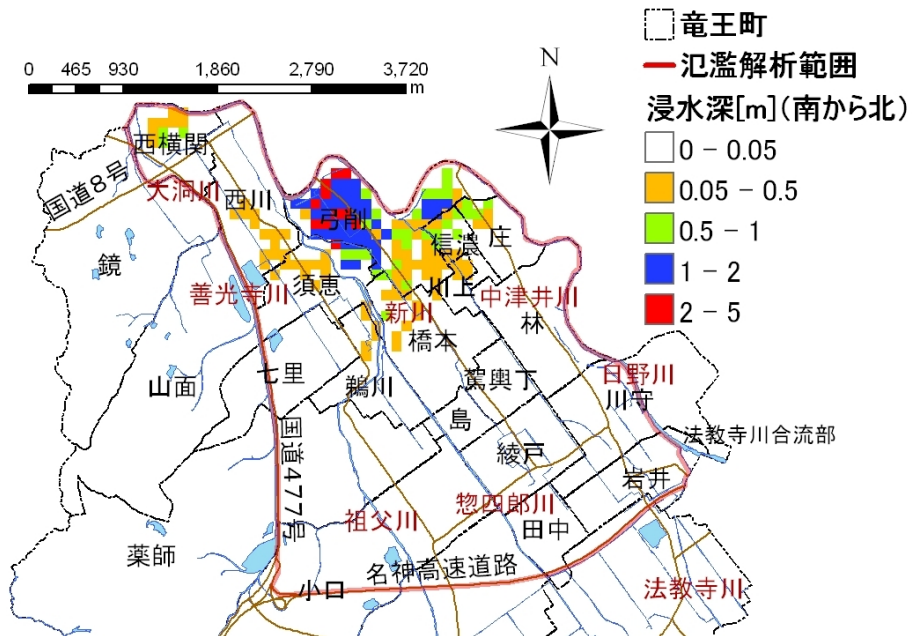 竜王町
氾濫解析範囲
浸水深[m](南から北)
0 - 0.05
0.05 - 0.5
0.5 - 1
1 - 2
2 - 5
N
0 465 930 1,860 2,790 3,720
m
西横関
国道8号
大洞川
西川
弓削
信濃
庄
鏡
須恵
川上
善光寺川
新川
中津井川
橋本
林
山面
七里
鵜川
駕輿丁
日野川
川守
島
法教寺川合流部
国道477号
綾戸
岩井
祖父川
惣四郎川
田中
薬師
名神高速道路
小口
法教寺川